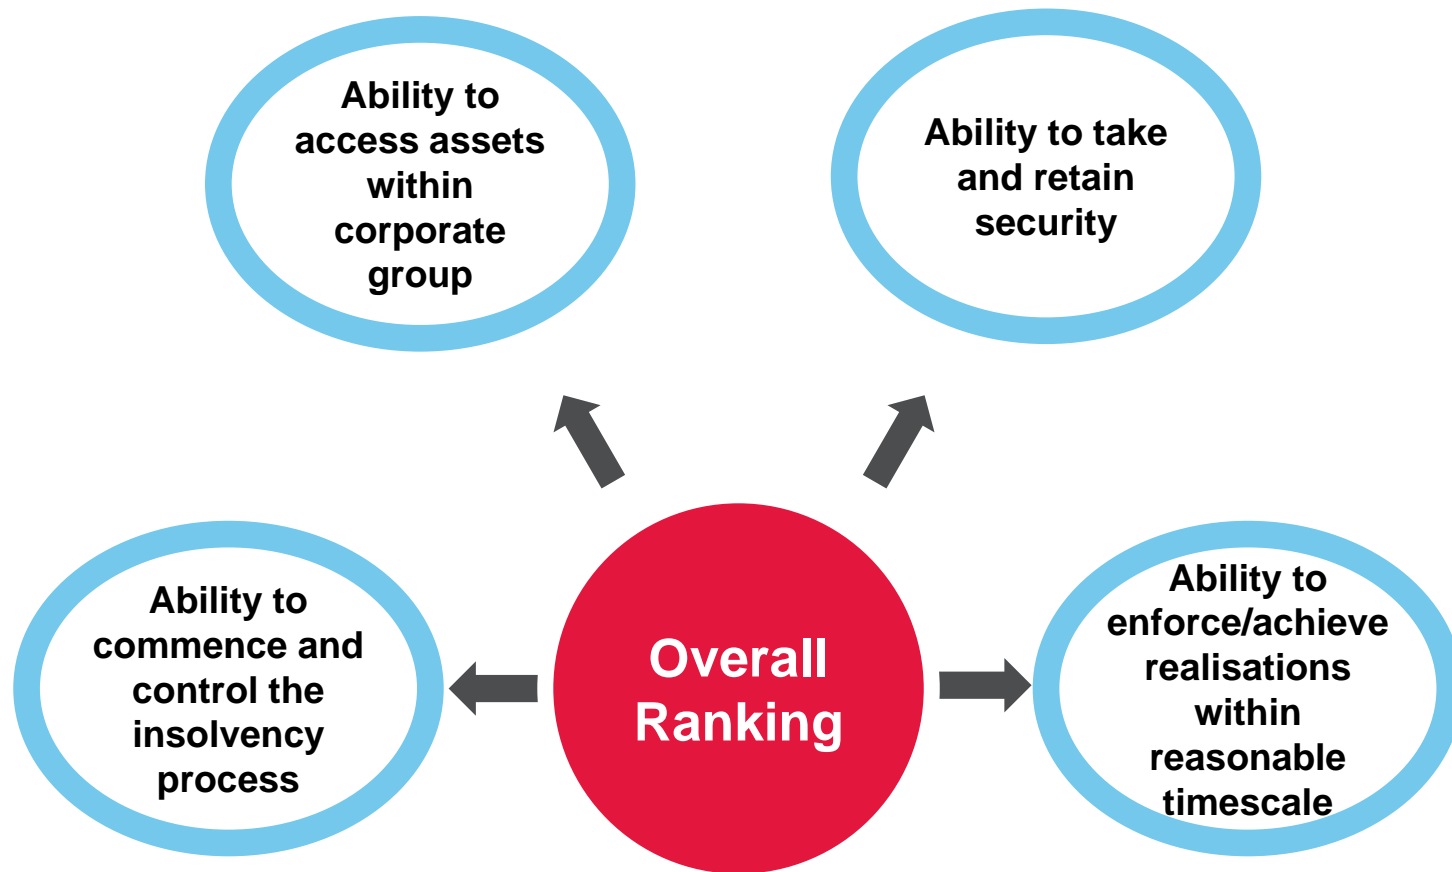 Ability to
access assets
within
corporate
group
Ability to take
and retain
security
Ability to
commence and
control the
insolvency
process
Overall
Ranking
Ability to
enforce/achieve
realisations
within
reasonable
timescale